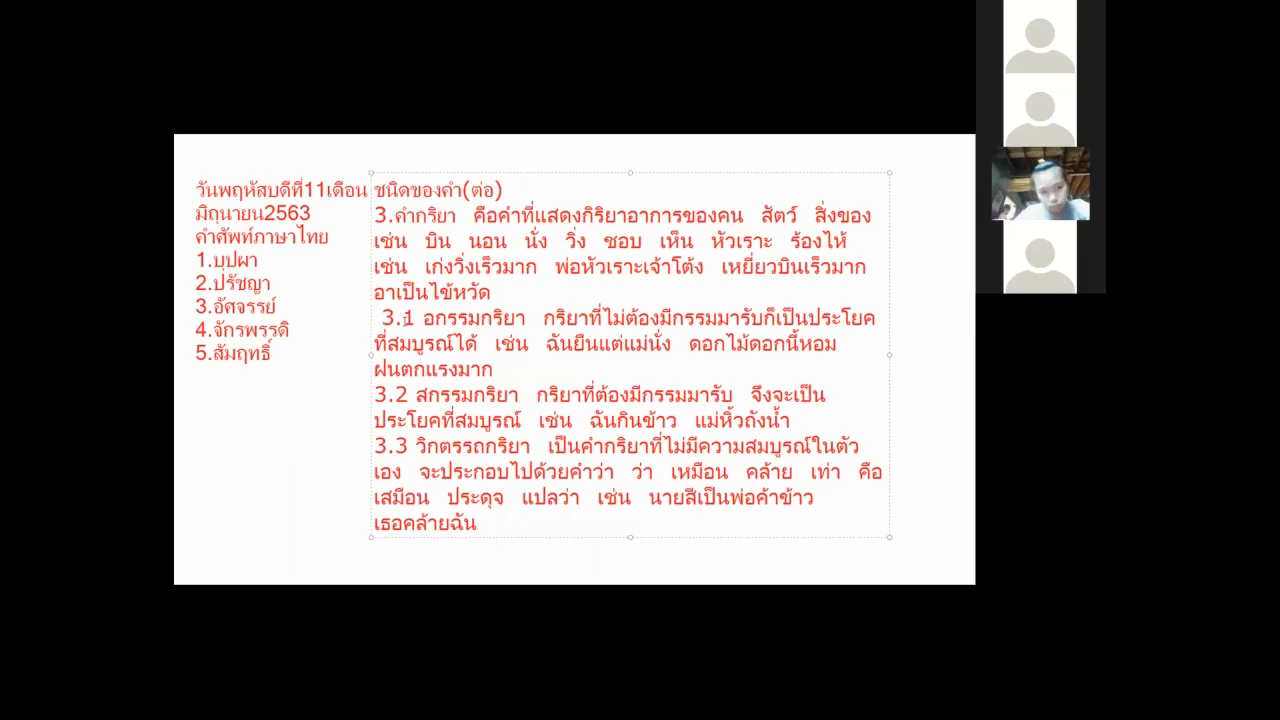 วันพฤหัสบดีที่11เดือน
มิถุนายน2563
คำศัพท์ภาษาไทย
1.บุปผา
2.ปรัชญา
3.อัศจรรย์
4.จักรพรรดิ
5.สัมฤทธิ์
ชนิดของคำ(ต่อ)
3.คำกริยา คือคำที่แสดงกิริยาอาการของคน สัตว์ สิ่งของ
เช่น บิน นอน นั่ง วิ่ง ชอบ เห็น หัวเราะ ร้องไห้
เช่น เก่งวิ่งเร็วมาก พ่อหัวเราะเจ้าโต้ง เหยี่ยวบินเร็วมาก
อาเป็นไข้หวัด
3.1 อกรรมกริยา กริยาที่ไม่ต้องมีกรรมมารับก็เป็นประโยค
ที่สมบูรณ์ได้ เช่น ฉันยืนแต่แม่นั่ง ดอกไม้ดอกนี้หอม
ฝนตกแรงมาก
3.2 สกรรมกริยา กริยาที่ต้องมีกรรมมารับ จึงจะเป็น
ประโยคที่สมบูรณ์ เช่น ฉันกินข้าว แม่หิ้วถังน้ำ
3.3 วิกตรรถกริยา เป็นคำกริยาที่ไม่มีความสมบูรณ์ในตัว
เอง จะประกอบไปด้วยคำว่า ว่า เหมือน คล้าย เท่า คือ
เสมือน ประดุจ แปลว่า เช่น นายสีเป็นพ่อค้าข้าว
เธอคล้ายฉัน